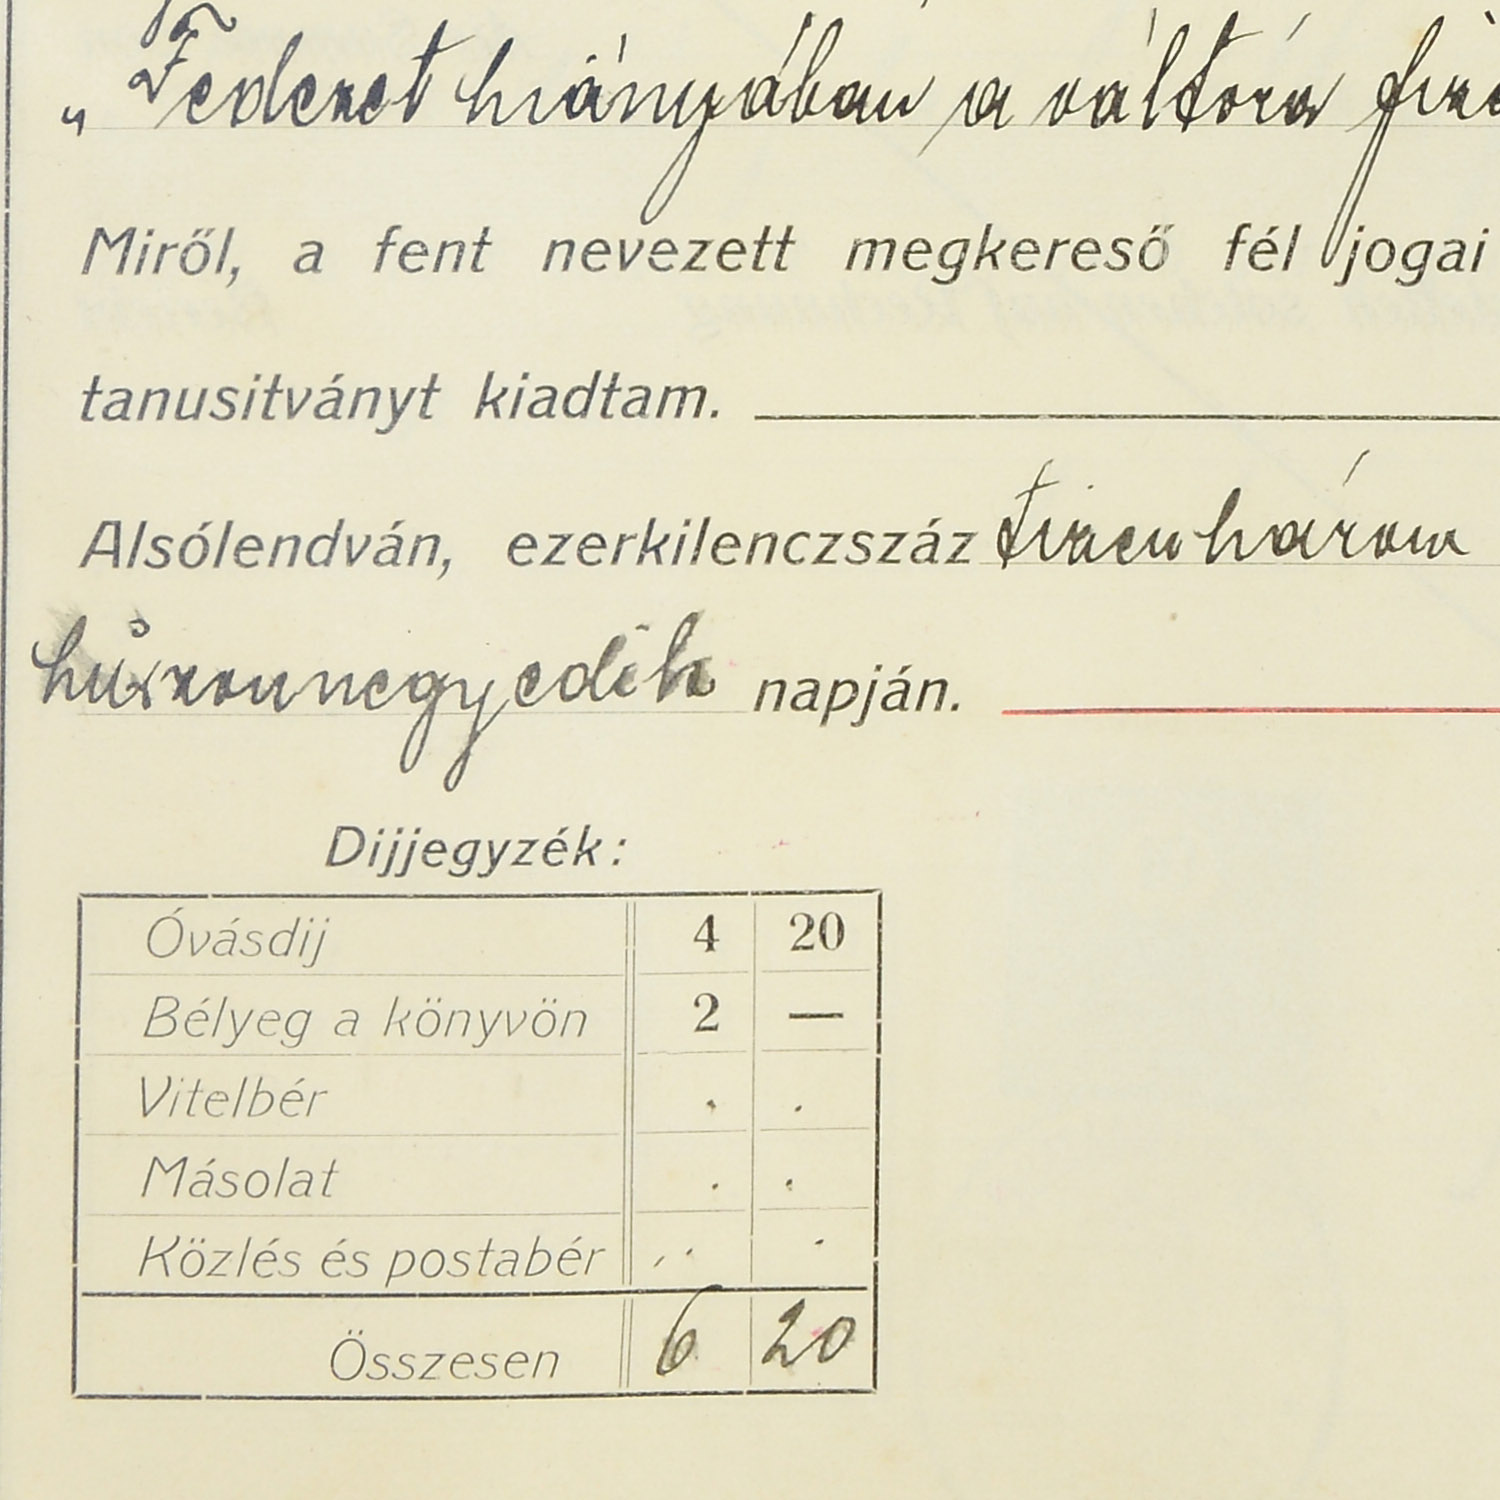 „Fedezet hiányában a váltóra
Miről, a fent nevezett megkereső fél jogai
tanusitványt kiadtam.
Alsólendván, ezerkilenczszáz tizenhárom
húszonnegyedik napján.
Dijjegyzék:
Óvásdij 4 20
Bélyeg a könyvön 2 —
Vitelbér . .
Másolat . .
Közlés és postabér . . .
Összesen 6 20